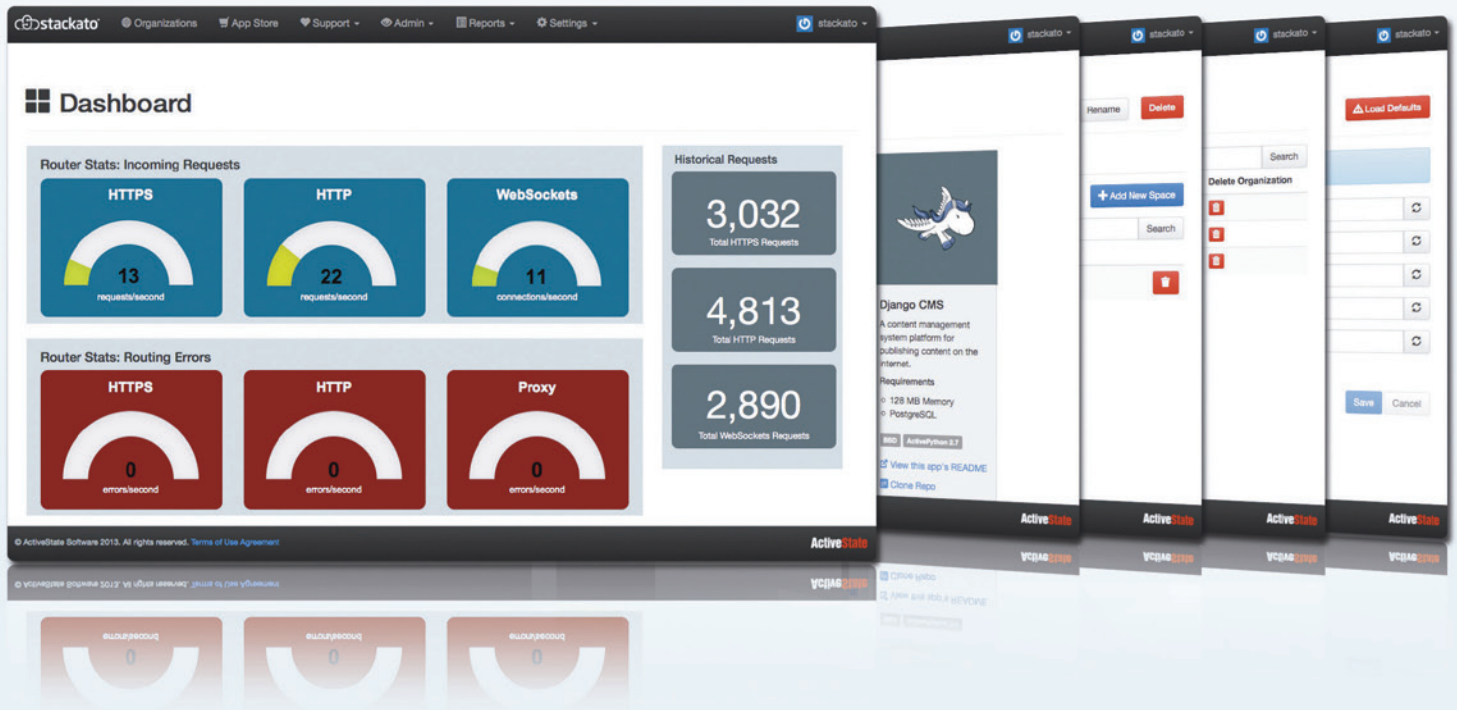 stackato Organizations App Store Support Admin Reports Settings stackato
Dashboard
Router Stats: Incoming Requests
HTTPS HTTP WebSockets
13 22 11
requests/second requests/second connections/second
Router Stats: Routing Errors
HTTPS HTTP Proxy
0 0 0
errors/second errors/second errors/second
Historical Requests
3,032
Total HTTPS Requests
4,813
Total HTTP Requests
2,890
Total WebSockets Requests
© ActiveState Software 2013. All rights reserved. Terms of Use Agreement ActiveState
stackato
Django CMS
A content management
system platform for
publishing content on the
internet.
Requirements
128 MB Memory
PostgreSQL
BSD ActivePython 2.7
View this app's README
Clone Repo
ActiveState
stackato
Rename Delete
+ Add New Space
Search
ActiveState
stackato
Search
Delete Organization
ActiveState
stackato
Load Defaults
Save Cancel
ActiveState